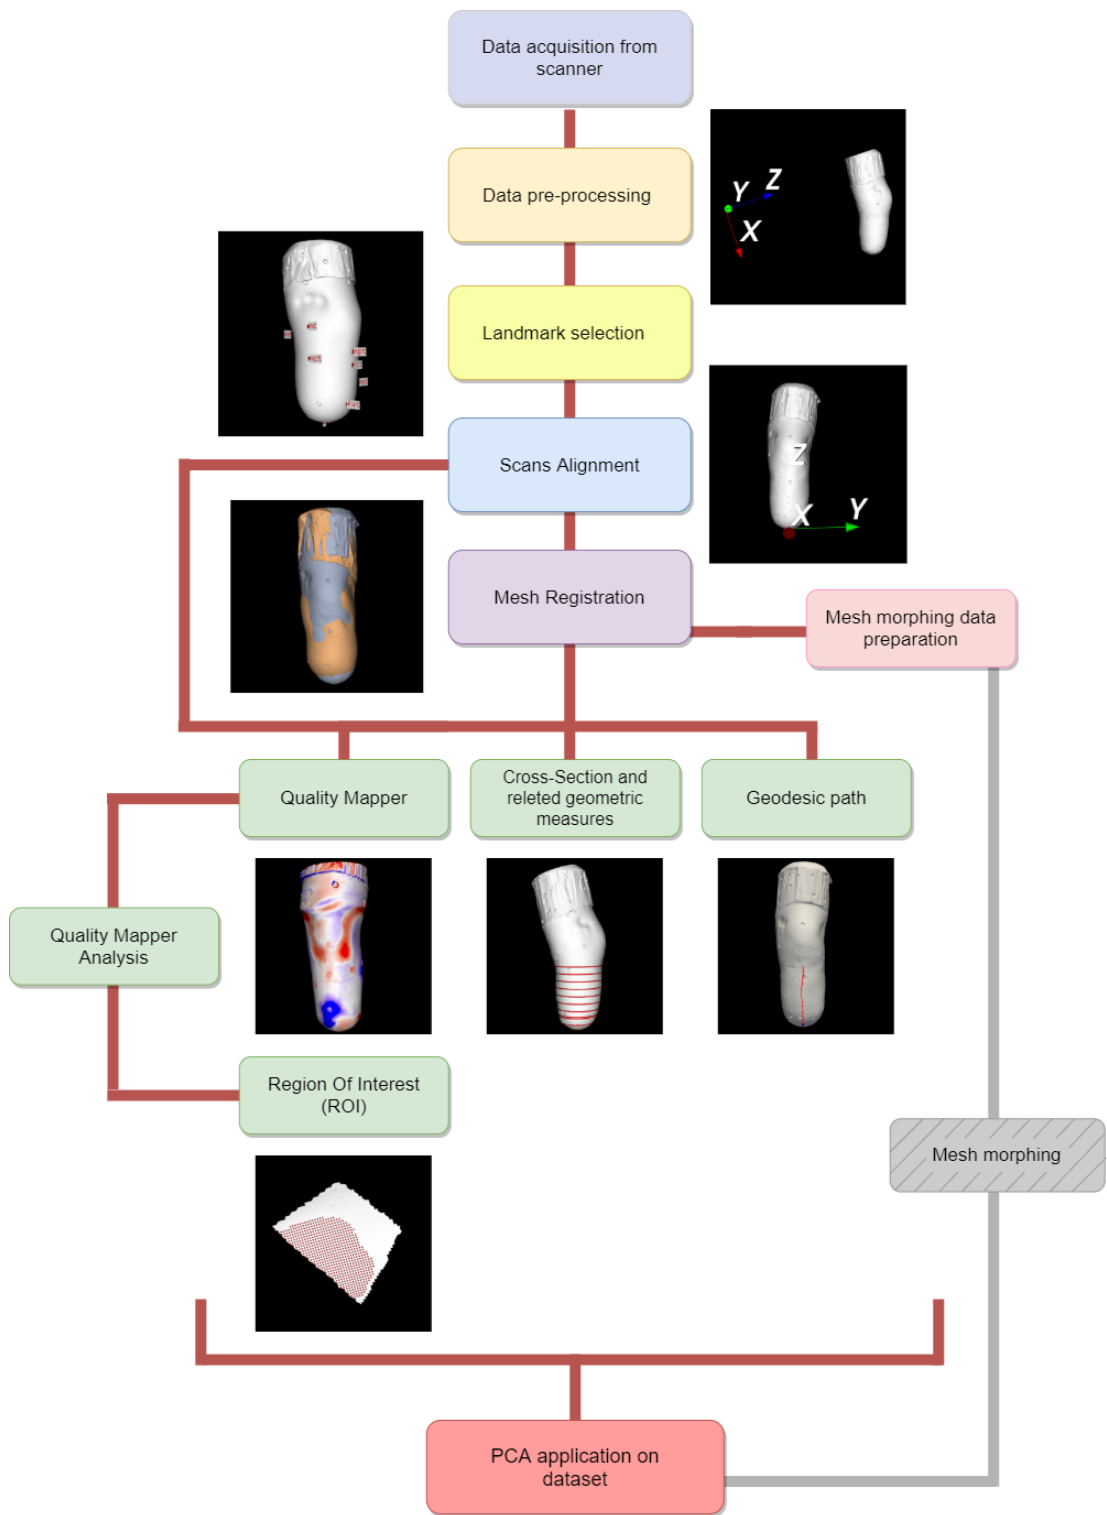 Data acquisition from
scanner
Data pre-processing
Y
Z
X
Landmark selection
Scans Alignment
Z
X
Y
Mesh Registration
Mesh morphing data
preparation
Quality Mapper
Cross-Section and
releted geometric
measures
Geodesic path
Quality Mapper
Analysis
Region Of Interest
(ROI)
Mesh morphing
PCA application on
dataset